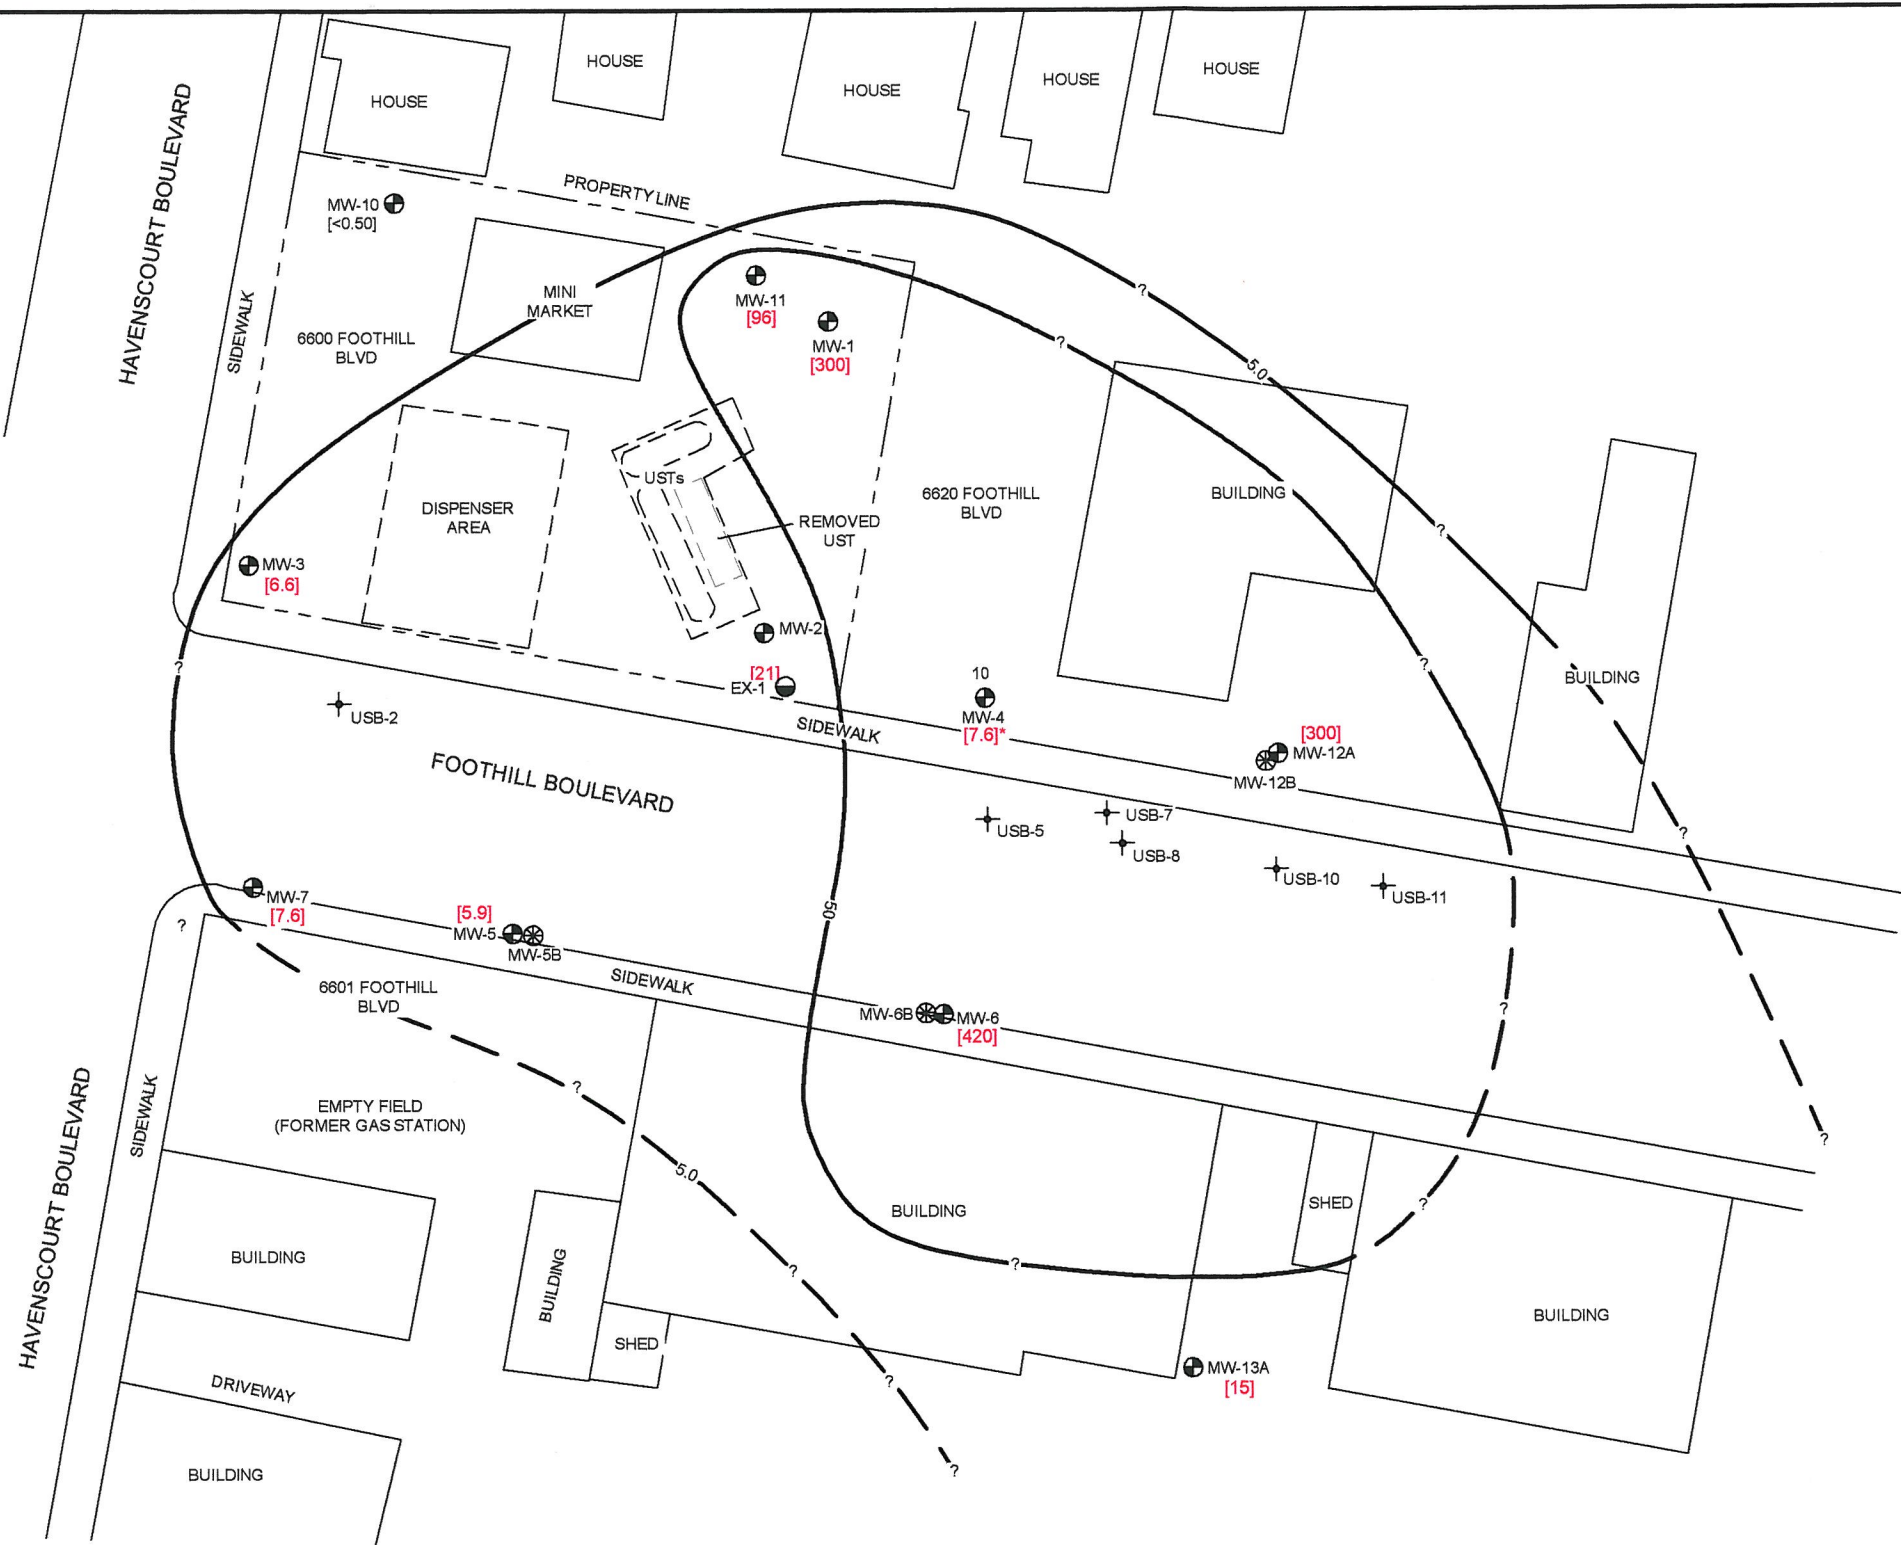 HOUSE
HOUSE
HOUSE
HOUSE
HOUSE
HAVENSCOURT BOULEVARD
SIDEWALK
PROPERTY LINE
MW-10
[<0.50]
MINI
MARKET
6600 FOOTHILL
BLVD
MW-11
[96]
MW-1
[300]
?
?
5.0
USTs
DISPENSER
AREA
REMOVED
UST
6620 FOOTHILL
BLVD
BUILDING
?
MW-3
[6.6]
MW-2
[21]
EX-1
?
?
BUILDING
USB-2
SIDEWALK
10
MW-4
[7.6]*
[300]
MW-12A
MW-12B
FOOTHILL BOULEVARD
USB-5
USB-7
USB-8
USB-10
USB-11
?
MW-7
[7.6]
?
[5.9]
MW-5
MW-5B
50
SIDEWALK
6601 FOOTHILL
BLVD
MW-6B
MW-6
[420]
?
?
HAVENSCOURT BOULEVARD
SIDEWALK
EMPTY FIELD
(FORMER GAS STATION)
?
5.0
BUILDING
SHED
?
BUILDING
BUILDING
?
?
BUILDING
SHED
?
MW-13A
[15]
DRIVEWAY
BUILDING
?